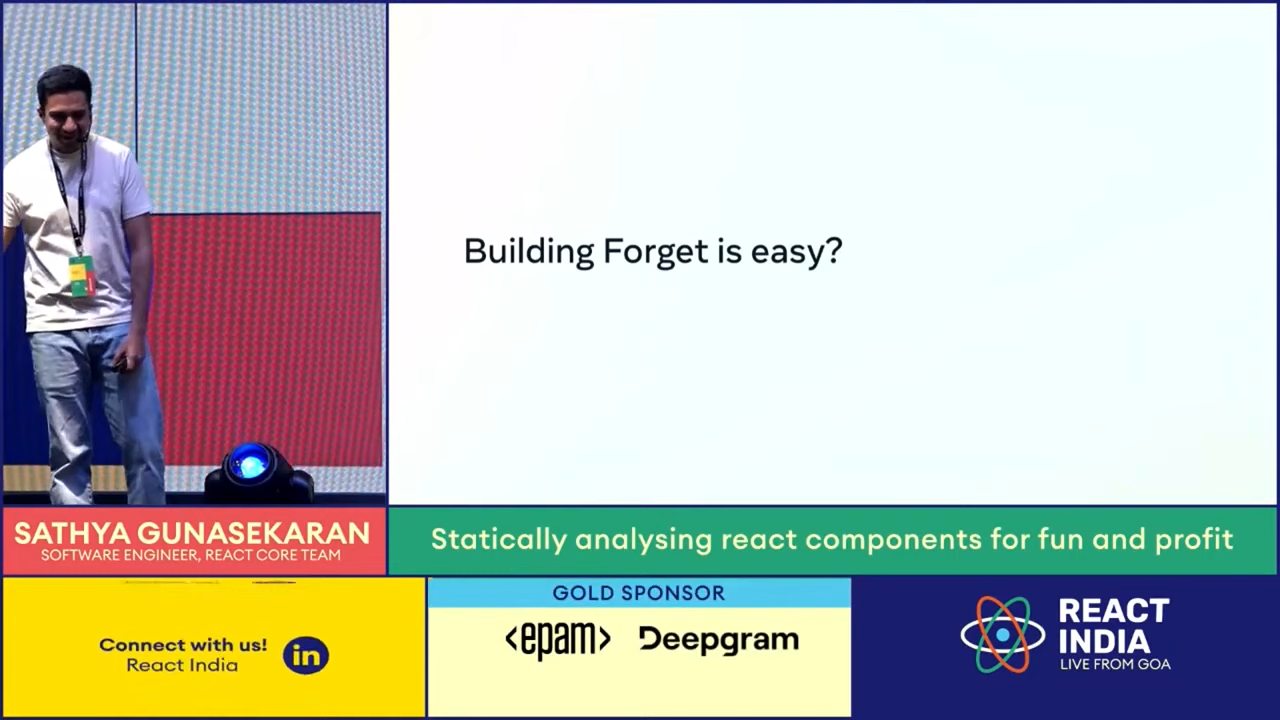 Building Forget is easy?
SATHYA GUNASEKARAN
SOFTWARE ENGINEER, REACT CORE TEAM
Statically analysing react components for fun and profit
Connect with us!
React India
in
GOLD SPONSOR
<epam>
Deepgram
REACT
INDIA
LIVE FROM GOA